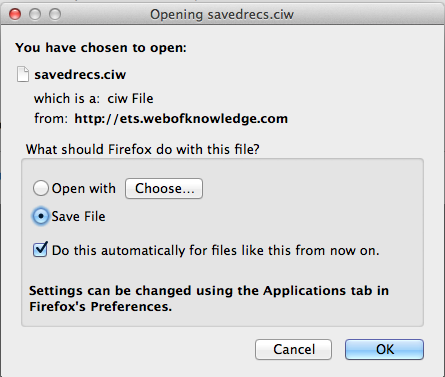 Opening savedrecs.ciw
You have chosen to open:
savedrecs.ciw
which is a: ciw File
from: http://ets.webofknowledge.com
What should Firefox do with this file?
Open with Choose...
Save File
Do this automatically for files like this from now on.
Settings can be changed using the Applications tab in
Firefox's Preferences.
Cancel OK